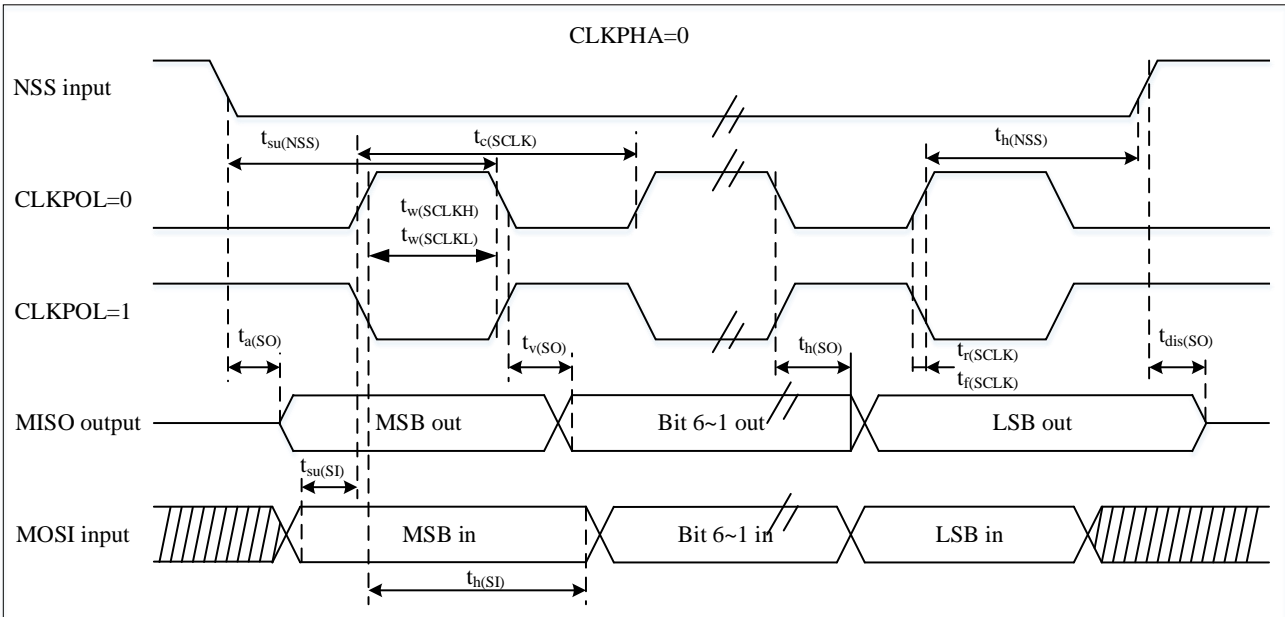 CLKPHA=0
NSS input
tsu(NSS)
tc(SCLK)
th(NSS)
CLKPOL=0
tw(SCLKH)
tw(SCLKL)
CLKPOL=1
ta(SO)
tv(SO)
th(SO)
tr(SCLK)
tf(SCLK)
tdis(SO)
MISO output
MSB out
Bit 6~1 out
LSB out
tsu(SI)
MOSI input
MSB in
Bit 6~1 in
LSB in
th(SI)